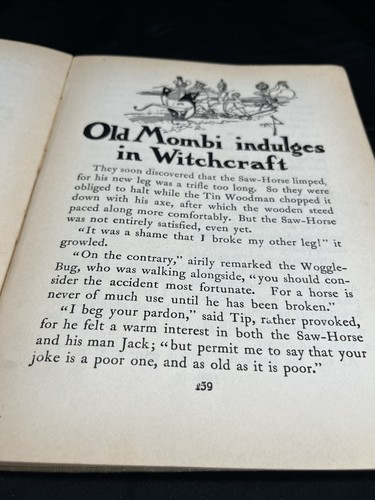 Old Mombi indulges
in Witchcraft
They soon discovered that the Saw-Horse limped,
for his new leg was a trifle too long. So they were
obliged to halt while the Tin Woodman chopped it
down with his axe, after which the wooden steed
paced along more comfortably. But the Saw-Horse
was not entirely satisfied, even yet.
"It was a shame that I broke my other leg!" it
growled.
"On the contrary," airily remarked the Woggle-
Bug, who was walking alongside, "you should con-
sider the accident most fortunate. For a horse is
never of much use until he has been broken."
"I beg your pardon," said Tip, rather provoked,
for he felt a warm interest in both the Saw-Horse
and his man Jack; "but permit me to say that your
joke is a poor one, and as old as it is poor."
159